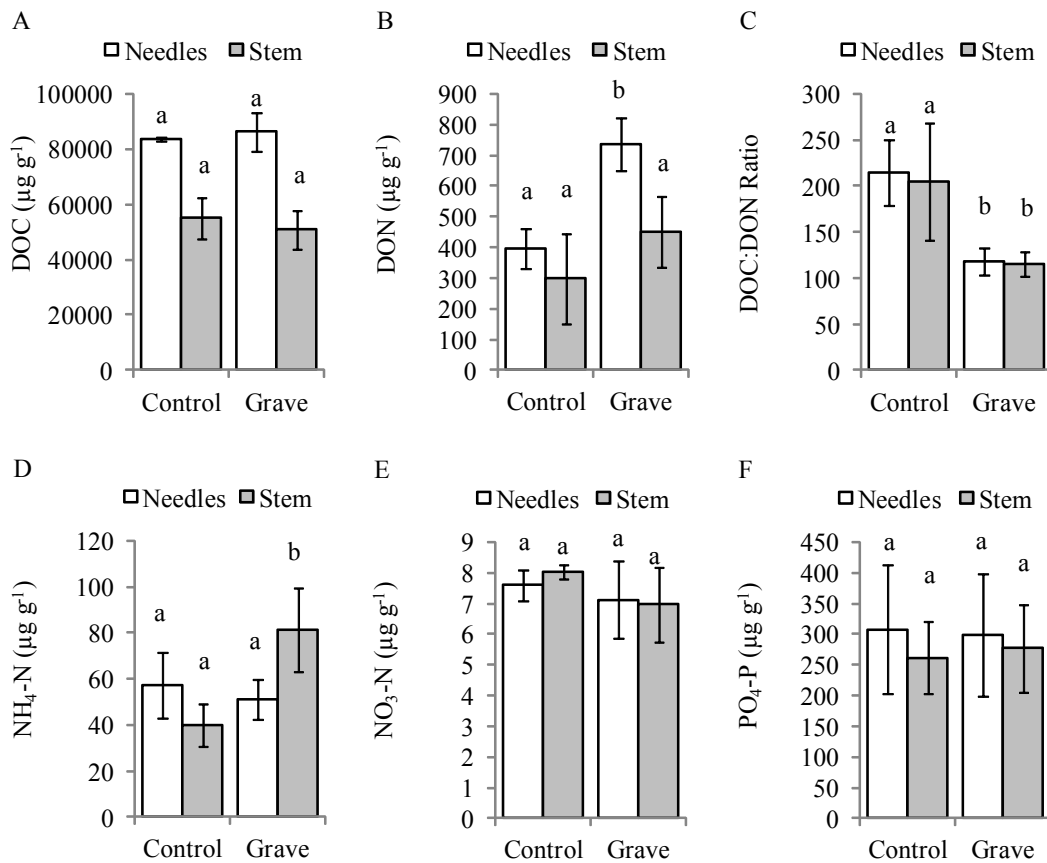 A
Needles Stem
DOC (µg g-1)
100000
80000
60000
40000
20000
0
a
a
a
a
Control Grave
B
Needles Stem
DON (µg g-1)
900
800
700
600
500
400
300
200
100
0
a
a
b
a
Control Grave
C
Needles Stem
DOC:DON Ratio
300
250
200
150
100
50
0
a
a
b
b
Control Grave
D
Needles Stem
NH4-N (µg g-1)
120
100
80
60
40
20
0
a
a
a
b
Control Grave
E
Needles Stem
NO3-N (µg g-1)
9
8
7
6
5
4
3
2
1
0
a
a
a
a
Control Grave
F
Needles Stem
PO4-P (µg g-1)
450
400
350
300
250
200
150
100
50
0
a
a
a
a
Control Grave